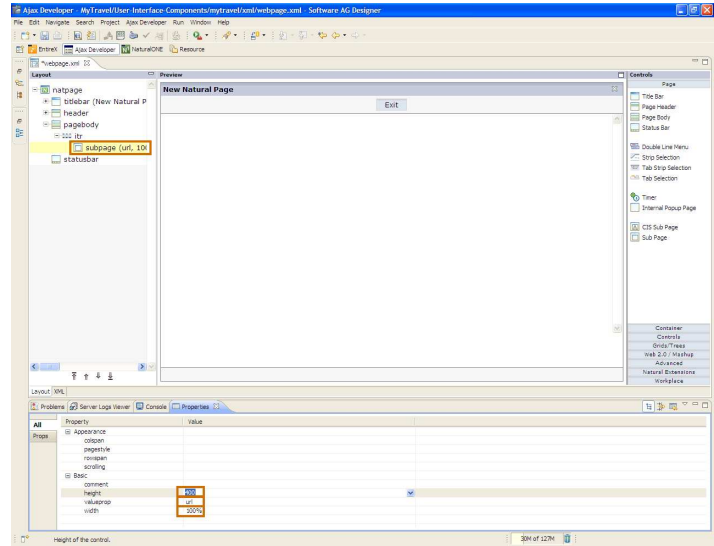 Ajax Developer - MyTravel/User-Interface-Components/mytravel/xml/webpage.xml - Software AG Designer
File Edit Navigate Search Project Ajax Developer Run Window Help
EntireX Ajax Developer NaturalONE Resource
*webpage.xml
Layout
natpage
titlebar (New Natural P
header
pagebody
itr
subpage (url, 100
statusbar
Layout XML
Preview
New Natural Page
Exit
Controls
Page
Title Bar
Page Header
Page Body
Status Bar
Double Line Menu
Strip Selection
Tab Strip Selection
Tab Selection
Timer
Internal Popup Page
CIS Sub Page
Sub Page
Container
Controls
Grids/Trees
Web 2.0 / Mashup
Advanced
Natural Extensions
Workplace
Problems Server Logs Viewer Console Properties
All
Props
Property Value
Appearance
colspan
pagestyle
rowspan
scrolling
Basic
comment
height
valueprop url
width 100%
Height of the control.
30M of 127M